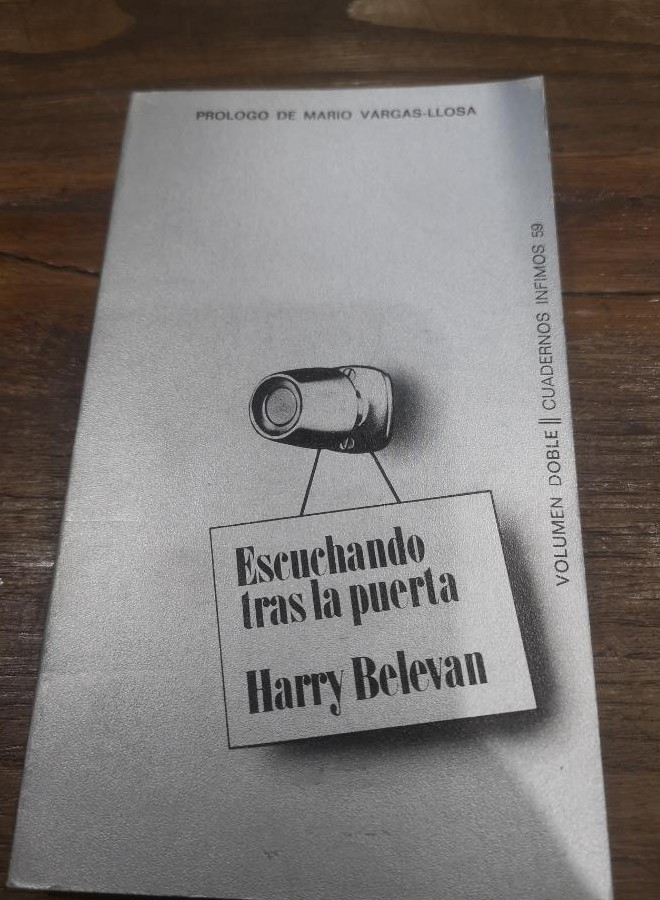 PROLOGO DE MARIO VARGAS-LLOSA
VOLUMEN DOBLE || CUADERNOS INFIMOS 59
Escuchando
tras la puerta
Harry Belevan